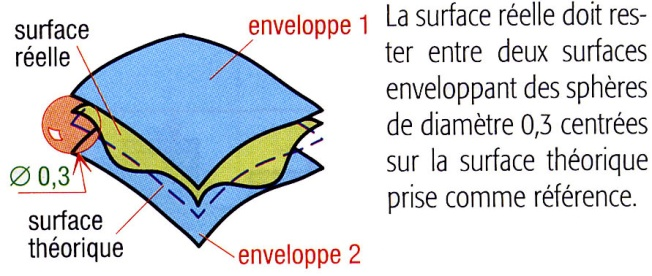 surface
réelle
enveloppe 1
Ø 0,3
surface
théorique
enveloppe 2
La surface réelle doit res-
ter entre deux surfaces
enveloppant des sphères
de diamètre 0,3 centrées
sur la surface théorique
prise comme référence.